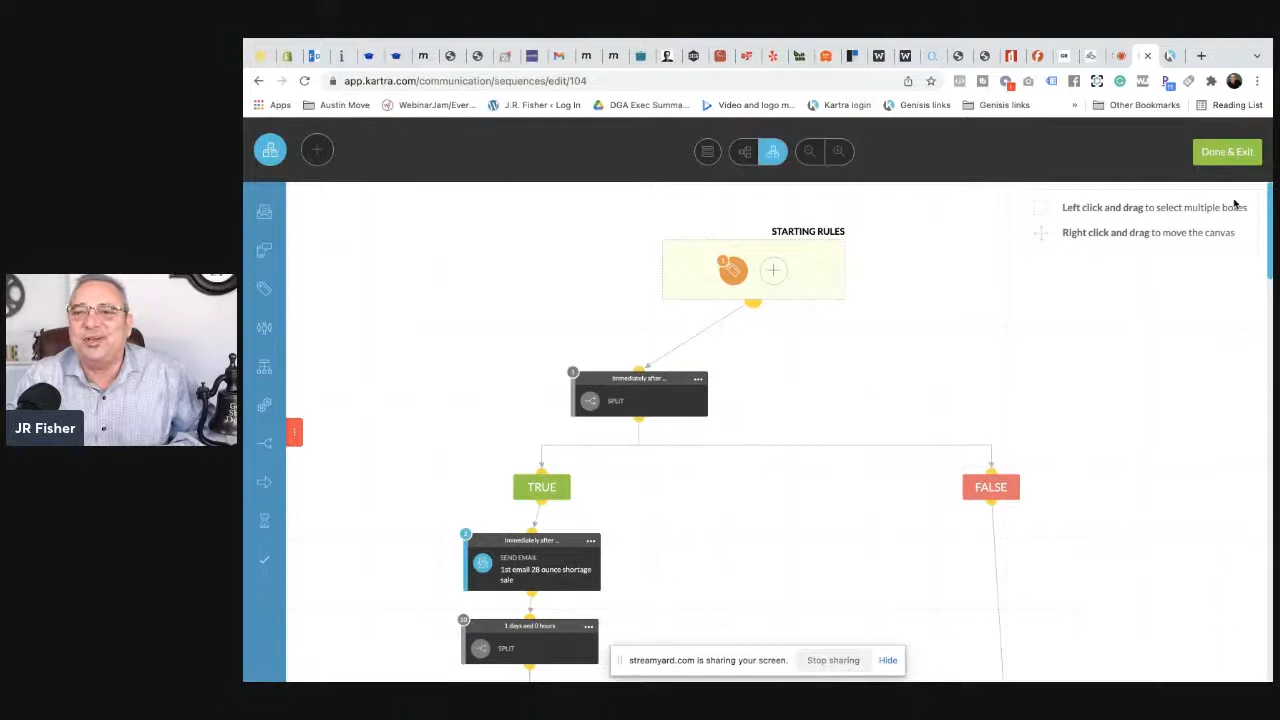 app.kartra.com/communication/sequences/edit/104
Apps
Austin Move
WebinarJam/Ever...
J.R. Fisher ‹ Log In
DGA Exec Summa...
Video and logo m...
Kartra login
Genisis links
Genisis links
»
Other Bookmarks
Reading List
Done & Exit
Left click and drag to select multiple boxes
Right click and drag to move the canvas
STARTING RULES
1
1
Immediately after ...
SPLIT
TRUE
FALSE
2
Immediately after ...
SEND EMAIL
1st email 28 ounce shortage
sale
10
1 days and 0 hours
SPLIT
streamyard.com is sharing your screen.
Stop sharing
Hide
JR Fisher